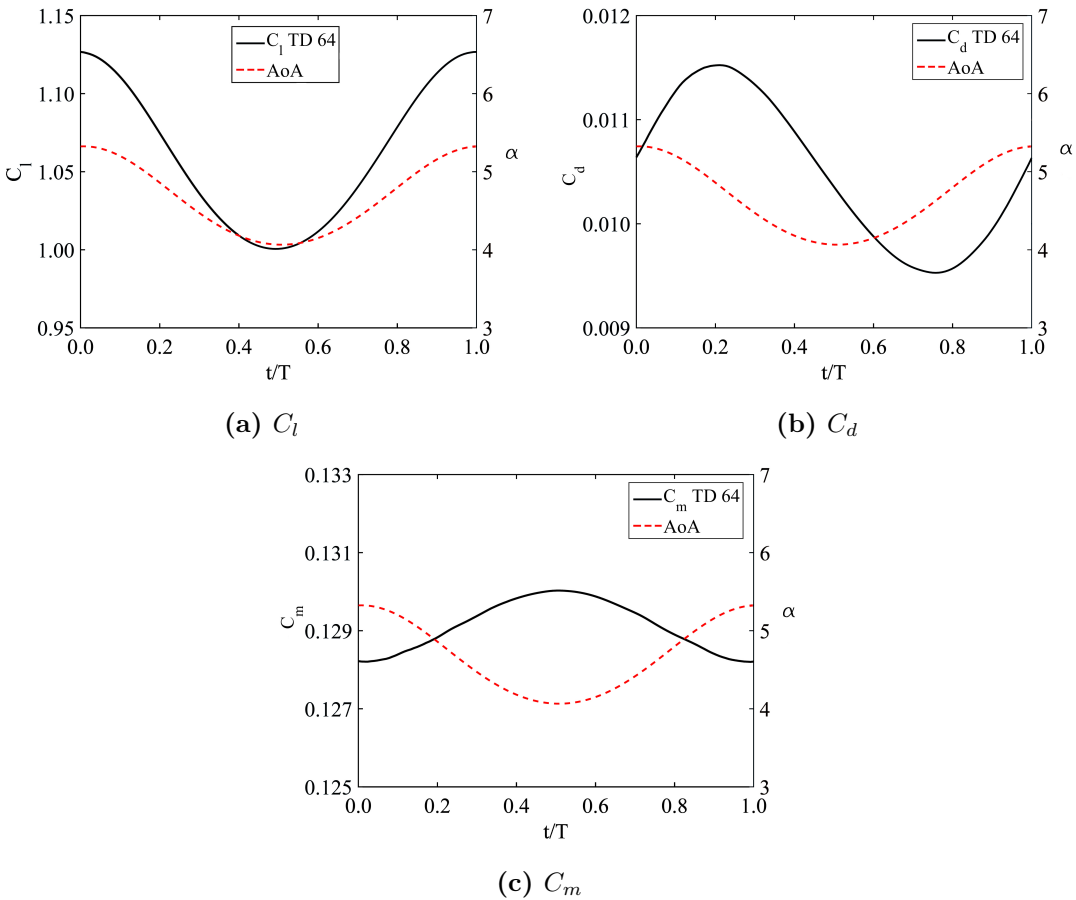 1.15
1.10
1.05
1.00
0.95
C_l
7
6
5
4
3
α
C_l TD 64
AoA
0.0 0.2 0.4 0.6 0.8 1.0
t/T
(a) C_l
0.012
0.011
0.010
0.009
C_d
7
6
5
4
3
α
C_d TD 64
AoA
0.0 0.2 0.4 0.6 0.8 1.0
t/T
(b) C_d
0.133
0.131
0.129
0.127
0.125
C_m
7
6
5
4
3
α
C_m TD 64
AoA
0.0 0.2 0.4 0.6 0.8 1.0
t/T
(c) C_m